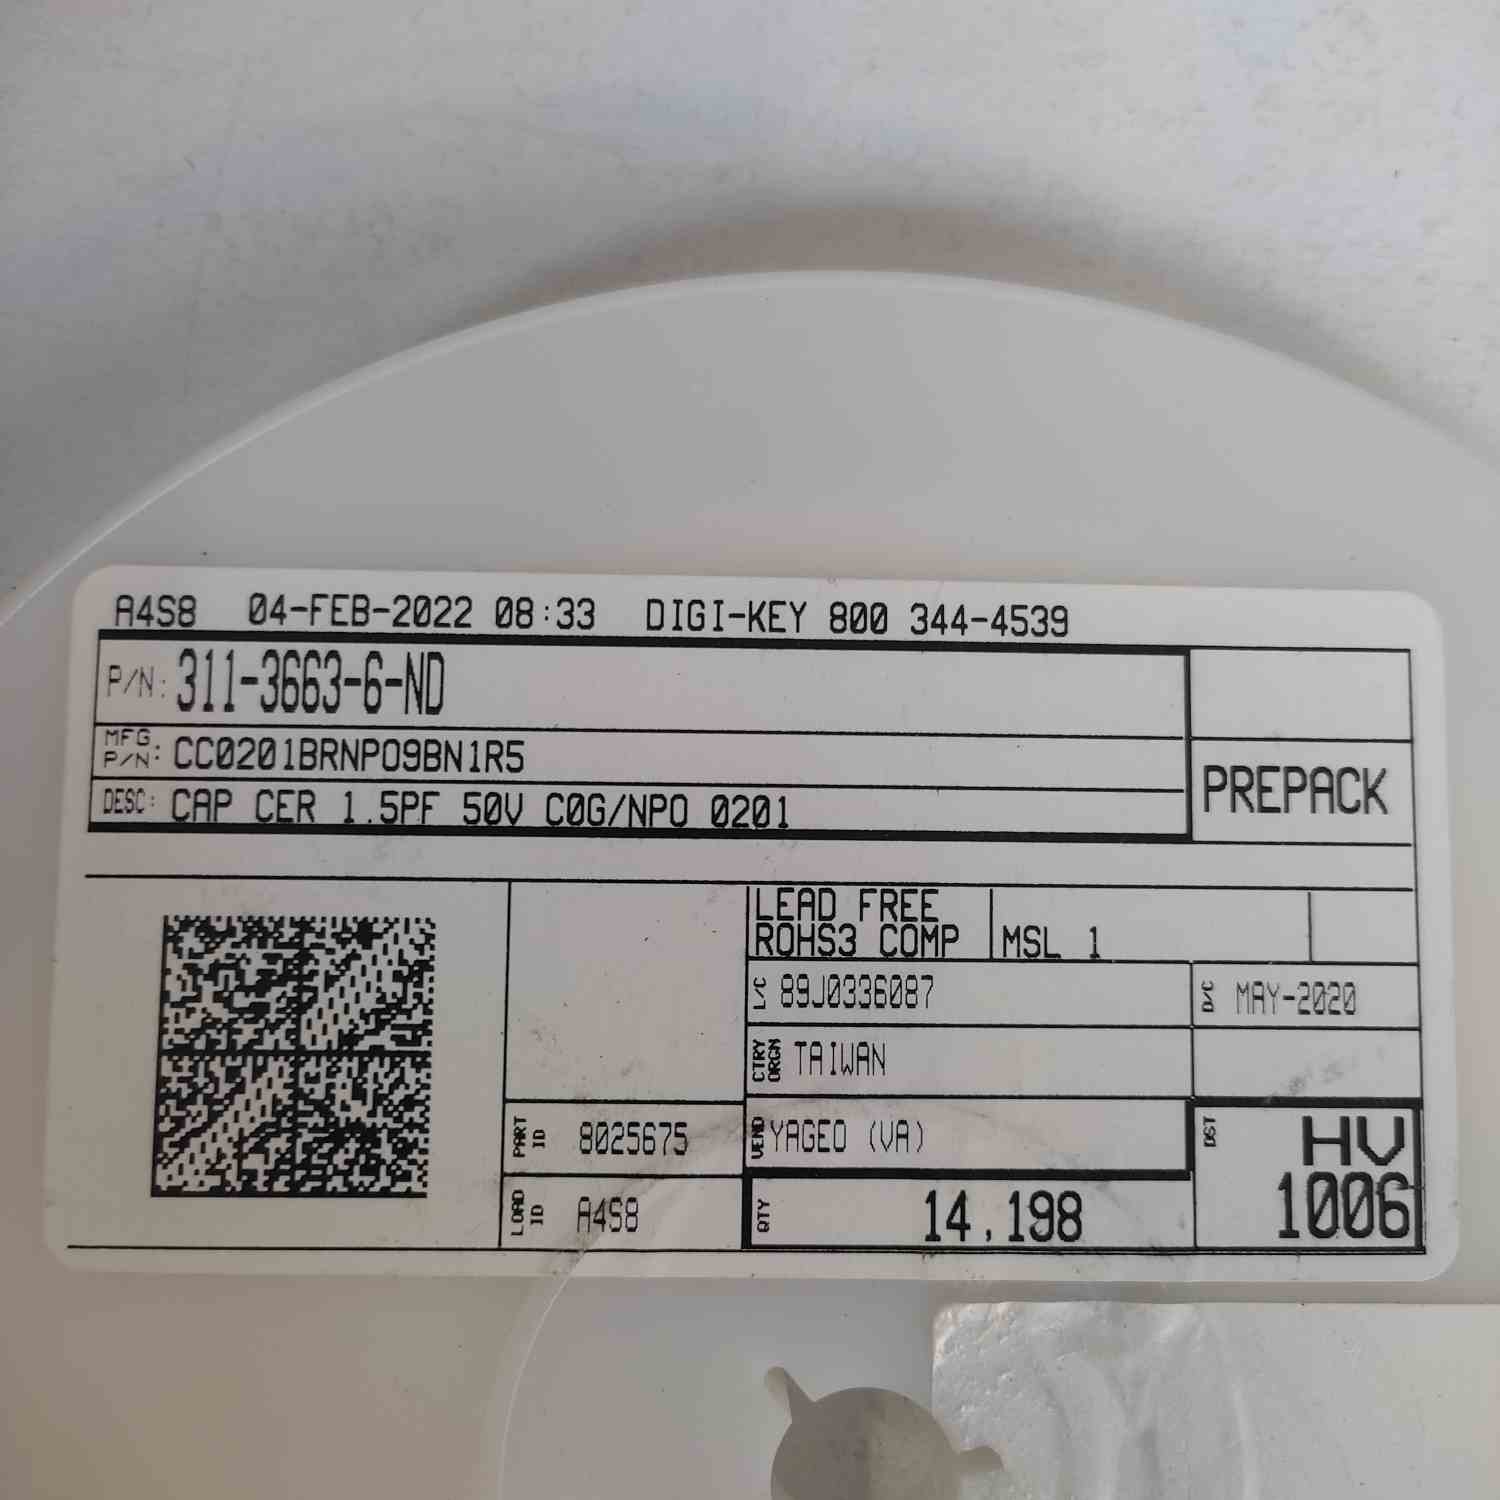 A4S8 04-FEB-2022 08:33 DIGI-KEY 800 344-4539
P/N: 311-3663-6-ND
MFG. P/N: CC0201BRNPO9BN1R5
PREPACK
DESC: CAP CER 1.5PF 50V C0G/NPO 0201
LEAD FREE
ROHS3 COMP MSL 1
L/C 89J0336087 D/C MAY-2020
CTRY ORGN TAIWAN
PART ID 8025675 VEND YAGEO (VA) DST HV
LOAD ID A4S8 QTY 14,198 1006